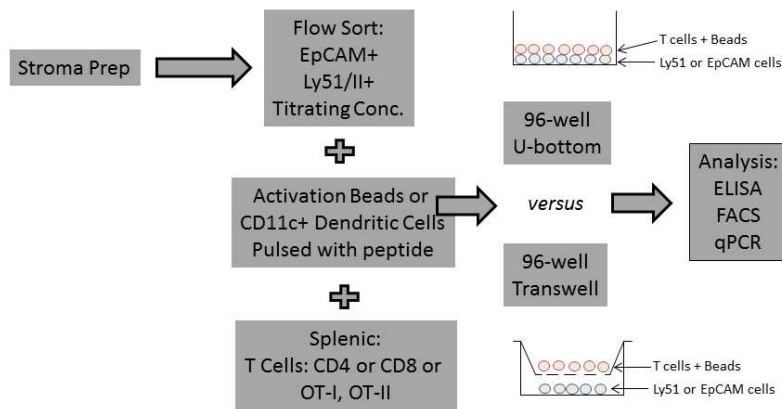 Stroma Prep
Flow Sort:
EpCAM+
Ly51/II+
Titrating Conc.
Activation Beads or
CD11c+ Dendritic Cells
Pulsed with peptide
Splenic:
T Cells: CD4 or CD8 or
OT-I, OT-II
T cells + Beads
Ly51 or EpCAM cells
96-well
U-bottom
versus
96-well
Transwell
T cells + Beads
Ly51 or EpCAM cells
Analysis:
ELISA
FACS
qPCR